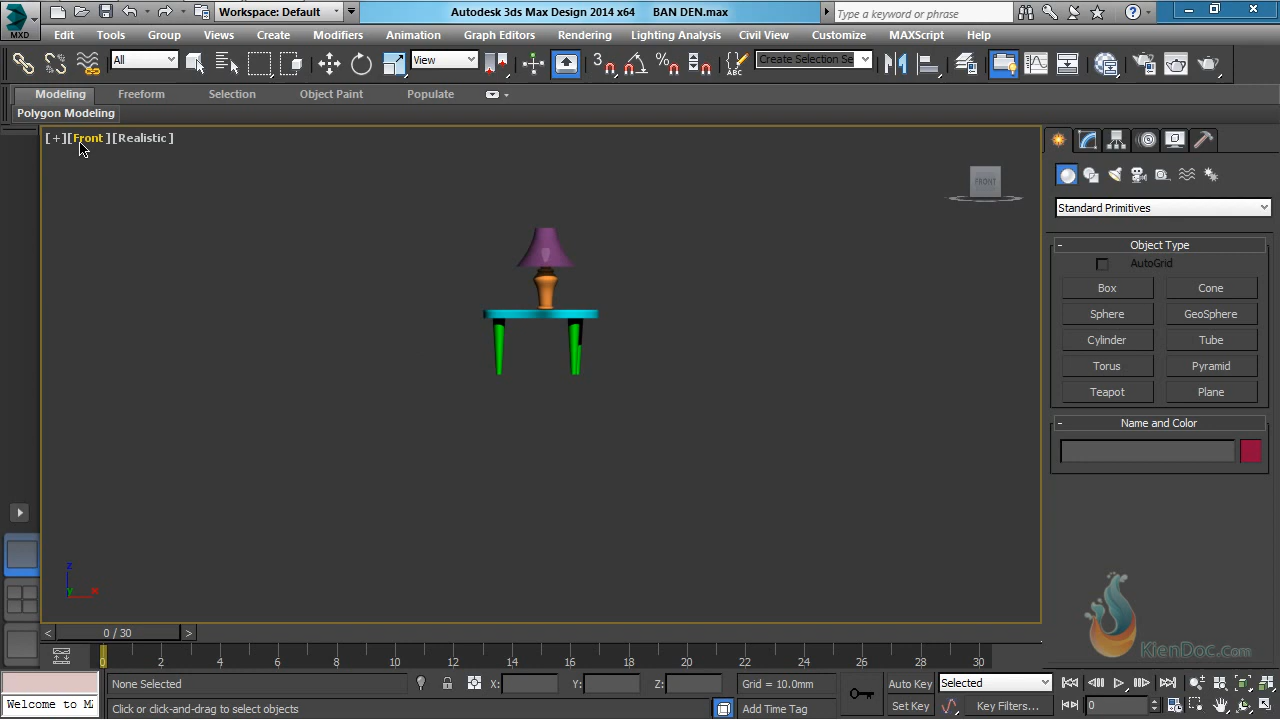 MXD
Workspace: Default
Autodesk 3ds Max Design 2014 x64 BAN DEN.max
Type a keyword or phrase
Edit Tools Group Views Create Modifiers Animation Graph Editors Rendering Lighting Analysis Civil View Customize MAXScript Help
All View Create Selection Se
Modeling Freeform Selection Object Paint Populate
Polygon Modeling
[+][Front][Realistic]
FRONT
Standard Primitives
- Object Type
AutoGrid
Box Cone
Sphere GeoSphere
Cylinder Tube
Torus Pyramid
Teapot Plane
- Name and Color
z
y x
KienDoc.com
< 0 / 30 >
0 2 4 6 8 10 12 14 16 18 20 22 24 26 28 30
None Selected X: Y: Z: Grid = 10.0mm Auto Key Selected
Welcome to M
Click or click-and-drag to select objects Add Time Tag Set Key Key Filters... 0